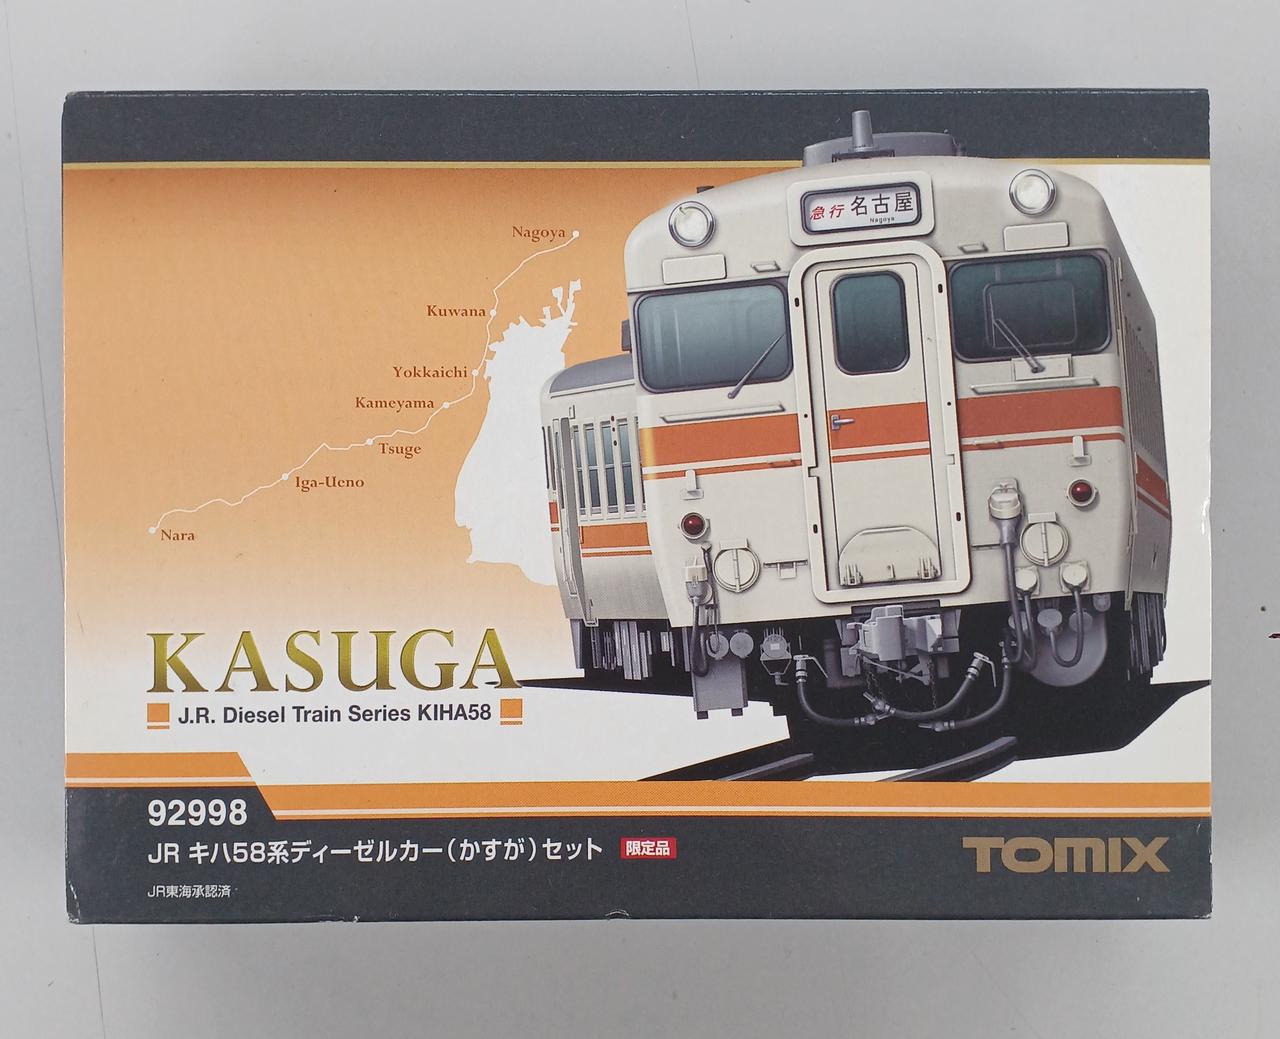 急行 名古屋
Nagoya
Nagoya
Kuwana
Yokkaichi
Kameyama
Tsuge
Iga-Ueno
Nara
KASUGA
J.R. Diesel Train Series KIHA58
92998
JR キハ58系ディーゼルカー（かすが）セット 限定品
JR東海承認済
TOMIX